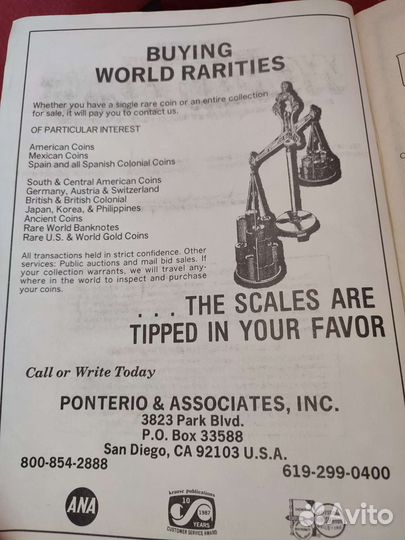 BUYING
WORLD RARITIES
Whether you have a single rare coin or an entire collection
for sale, it will pay you to contact us.
OF PARTICULAR INTEREST
American Coins
Mexican Coins
Spain and all Spanish Colonial Coins
South & Central American Coins
Germany, Austria & Switzerland
British & British Colonial
Japan, Korea, & Philippines
Ancient Coins
Rare World Banknotes
Rare U.S. & World Gold Coins
All transactions held in strict confidence. Other
services: Public auctions and mail bid sales. If
your collection warrants, we will travel any-
where in the world to inspect and purchase
your coins.
. . . THE SCALES ARE
TIPPED IN YOUR FAVOR
Call or Write Today
PONTERIO & ASSOCIATES, INC.
3823 Park Blvd.
P.O. Box 33588
San Diego, CA 92103 U.S.A.
800-854-2888
619-299-0400
ANA
krause publications
10
1987
YEARS
CUSTOMER SERVICE AWARD
Avito